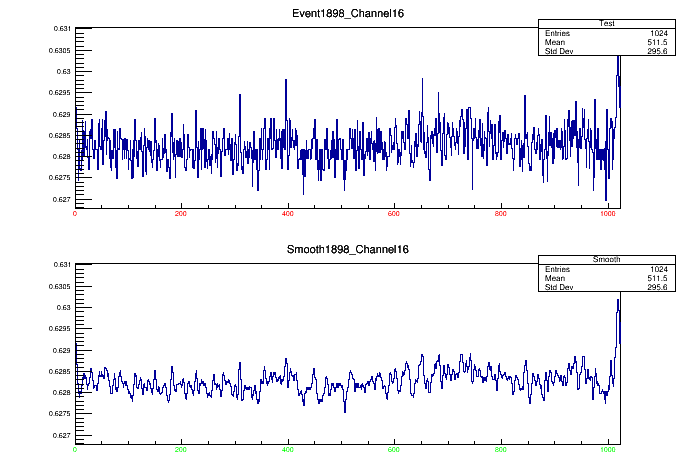 Event1898_Channel16
Test
Entries 1024
Mean 511.5
Std Dev 295.6
0.631
0.6305
0.63
0.6295
0.629
0.6285
0.628
0.6275
0.627
0 200 400 600 800 1000
Smooth1898_Channel16
Smooth
Entries 1024
Mean 511.5
Std Dev 295.6
0.631
0.6305
0.63
0.6295
0.629
0.6285
0.628
0.6275
0.627
0 200 400 600 800 1000